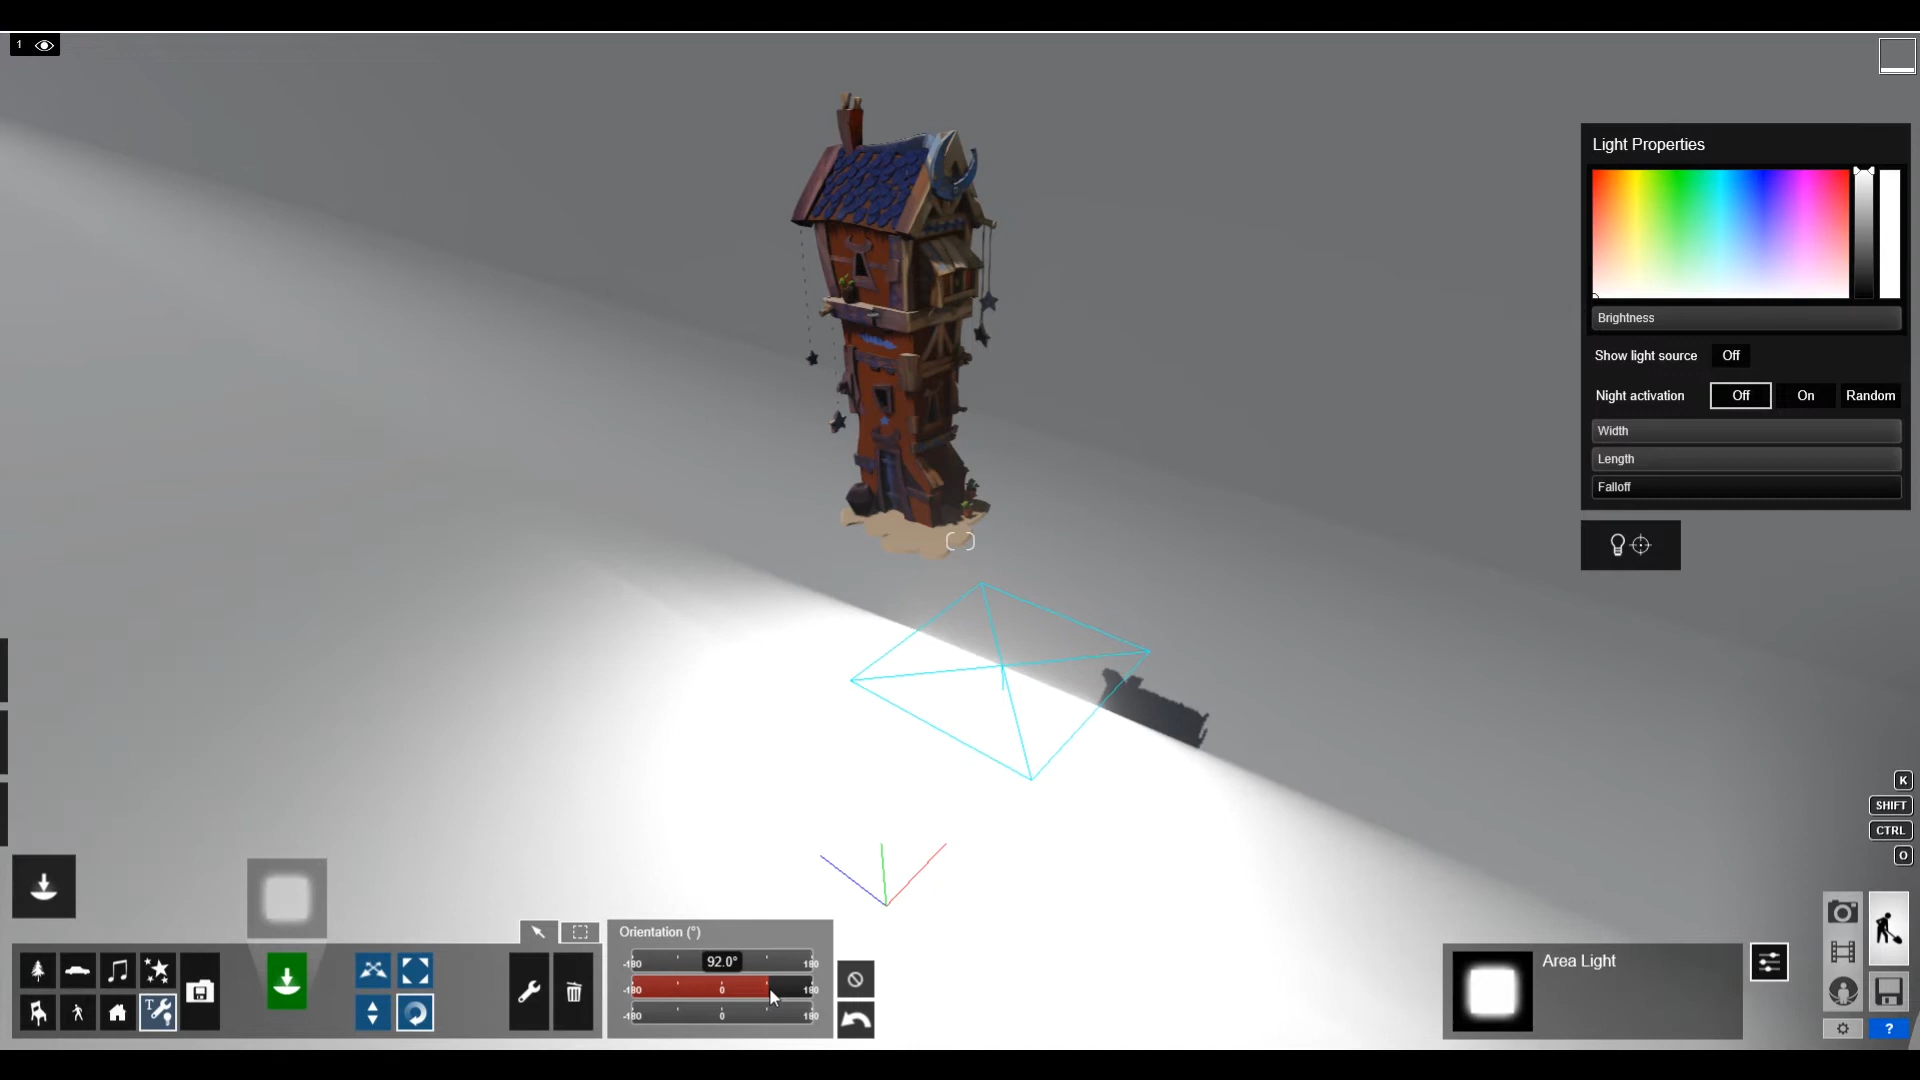 1
Light Properties
Brightness
Show light source Off
Night activation Off On Random
Width
Length
Falloff
K
SHIFT
CTRL
O
Orientation (°)
-180 92.0° 180
-180 0 180
-180 0 180
T
Area Light
?